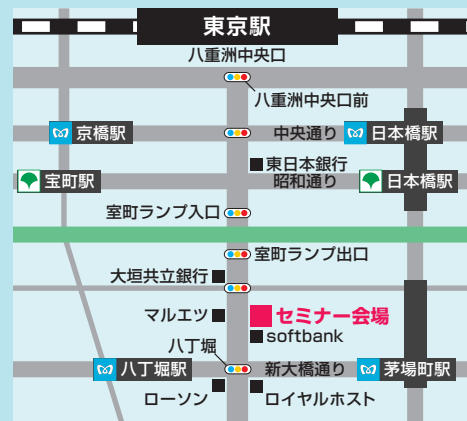 東京駅
八重洲中央口
八重洲中央口前
京橋駅
中央通り
日本橋駅
東日本銀行
宝町駅
昭和通り
日本橋駅
室町ランプ入口
室町ランプ出口
大垣共立銀行
マルエツ
セミナー会場
softbank
八丁堀
八丁堀駅
新大橋通り
茅場町駅
ローソン
ロイヤルホスト